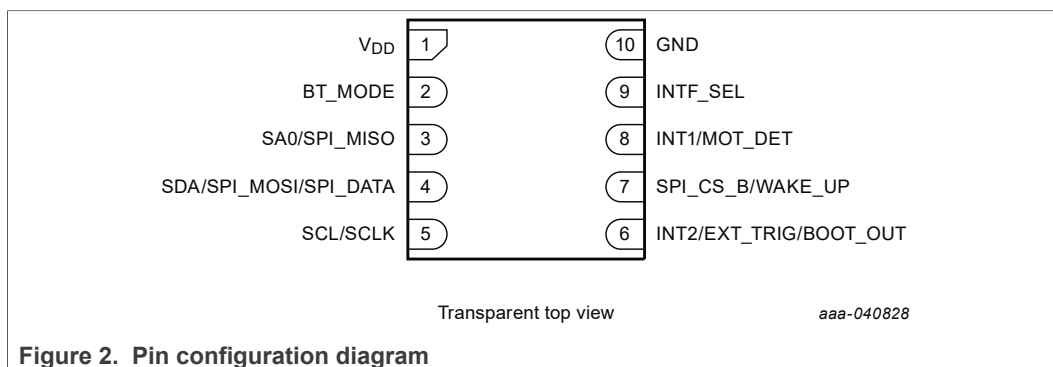 VDD 1 10 GND
BT_MODE 2 9 INTF_SEL
SA0/SPI_MISO 3 8 INT1/MOT_DET
SDA/SPI_MOSI/SPI_DATA 4 7 SPI_CS_B/WAKE_UP
SCL/SCLK 5 6 INT2/EXT_TRIG/BOOT_OUT
Transparent top view aaa-040828
Figure 2. Pin configuration diagram